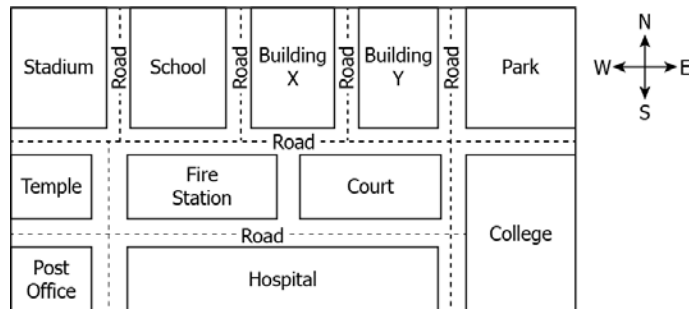 Stadium
Road
School
Road
Building
X
Road
Building
Y
Road
Park
N
W
E
S
Road
Temple
Fire
Station
Court
College
Road
Post
Office
Hospital